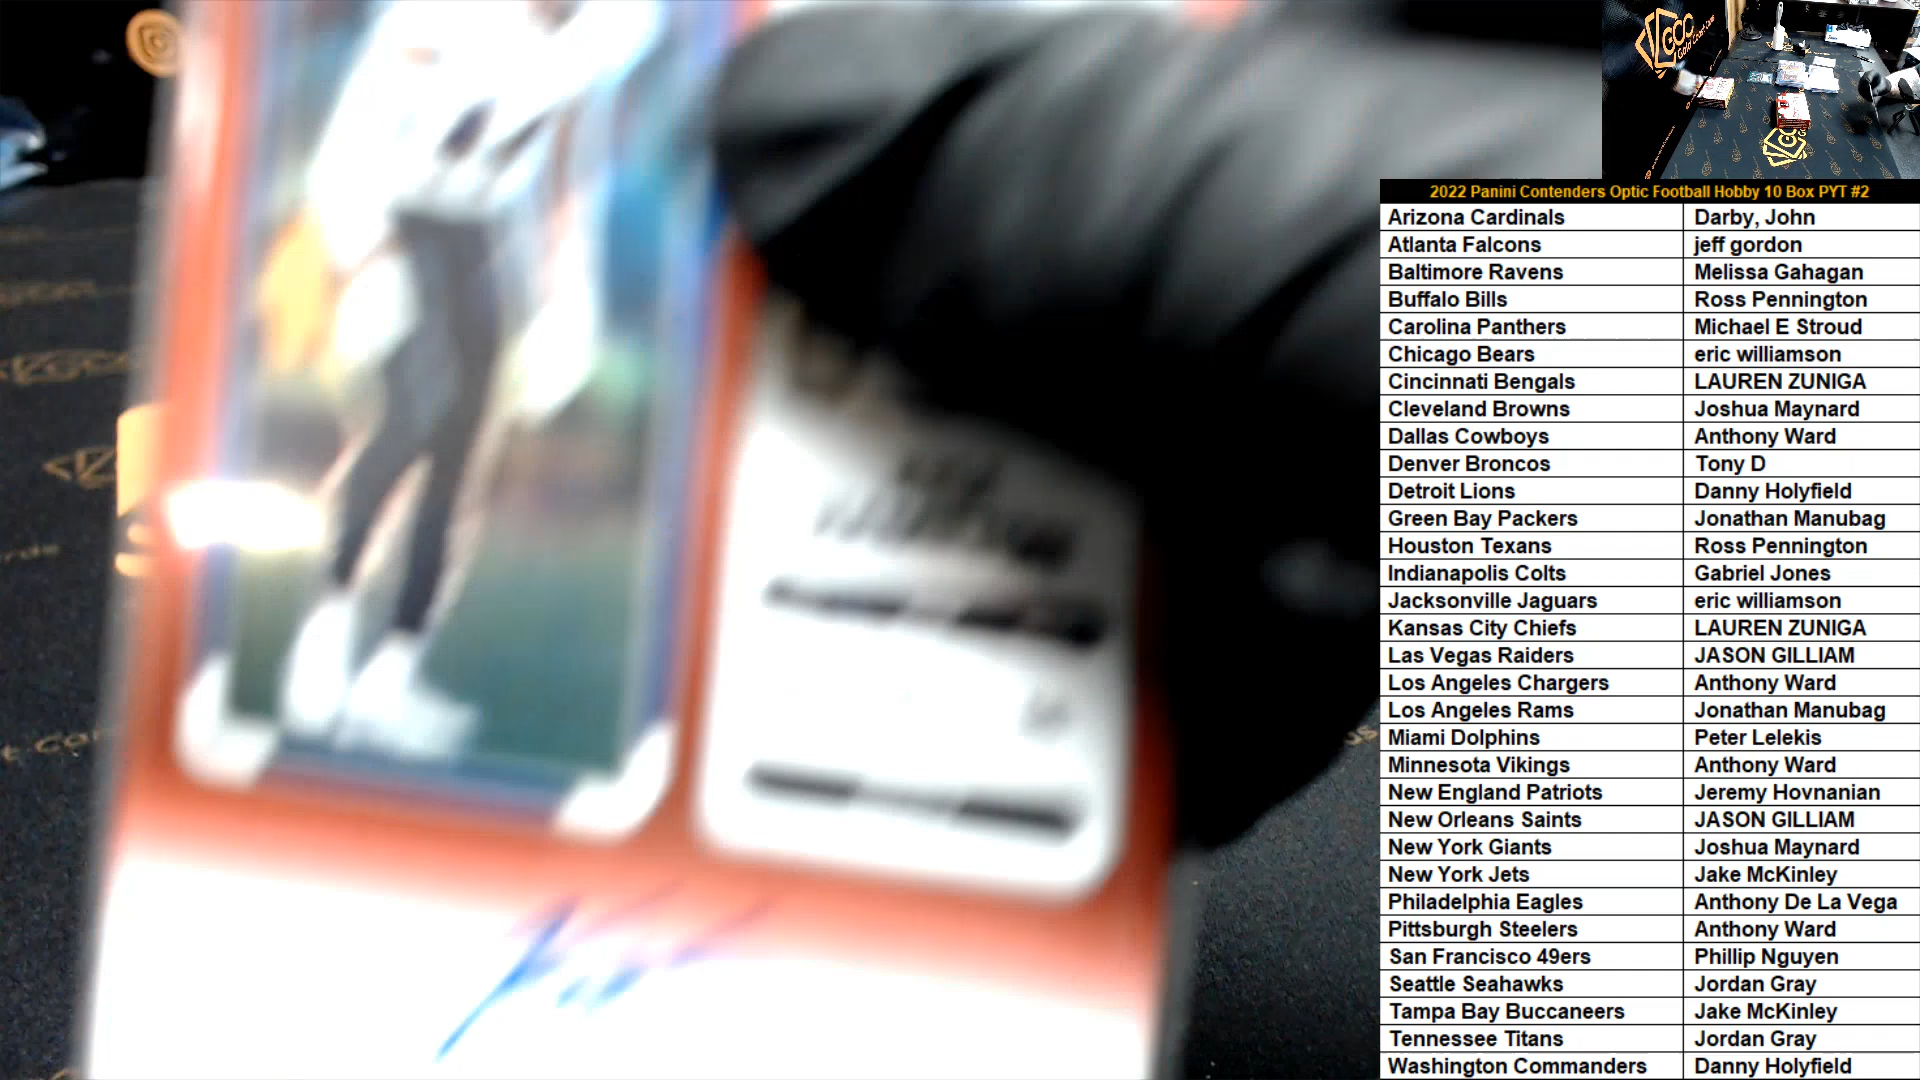 GCC
Gold Coast Cards
2022 Panini Contenders Optic Football Hobby 10 Box PYT #2
Arizona Cardinals Darby, John
Atlanta Falcons jeff gordon
Baltimore Ravens Melissa Gahagan
Buffalo Bills Ross Pennington
Carolina Panthers Michael E Stroud
Chicago Bears eric williamson
Cincinnati Bengals LAUREN ZUNIGA
Cleveland Browns Joshua Maynard
Dallas Cowboys Anthony Ward
Denver Broncos Tony D
Detroit Lions Danny Holyfield
Green Bay Packers Jonathan Manubag
Houston Texans Ross Pennington
Indianapolis Colts Gabriel Jones
Jacksonville Jaguars eric williamson
Kansas City Chiefs LAUREN ZUNIGA
Las Vegas Raiders JASON GILLIAM
Los Angeles Chargers Anthony Ward
Los Angeles Rams Jonathan Manubag
Miami Dolphins Peter Lelekis
Minnesota Vikings Anthony Ward
New England Patriots Jeremy Hovnanian
New Orleans Saints JASON GILLIAM
New York Giants Joshua Maynard
New York Jets Jake McKinley
Philadelphia Eagles Anthony De La Vega
Pittsburgh Steelers Anthony Ward
San Francisco 49ers Phillip Nguyen
Seattle Seahawks Jordan Gray
Tampa Bay Buccaneers Jake McKinley
Tennessee Titans Jordan Gray
Washington Commanders Danny Holyfield